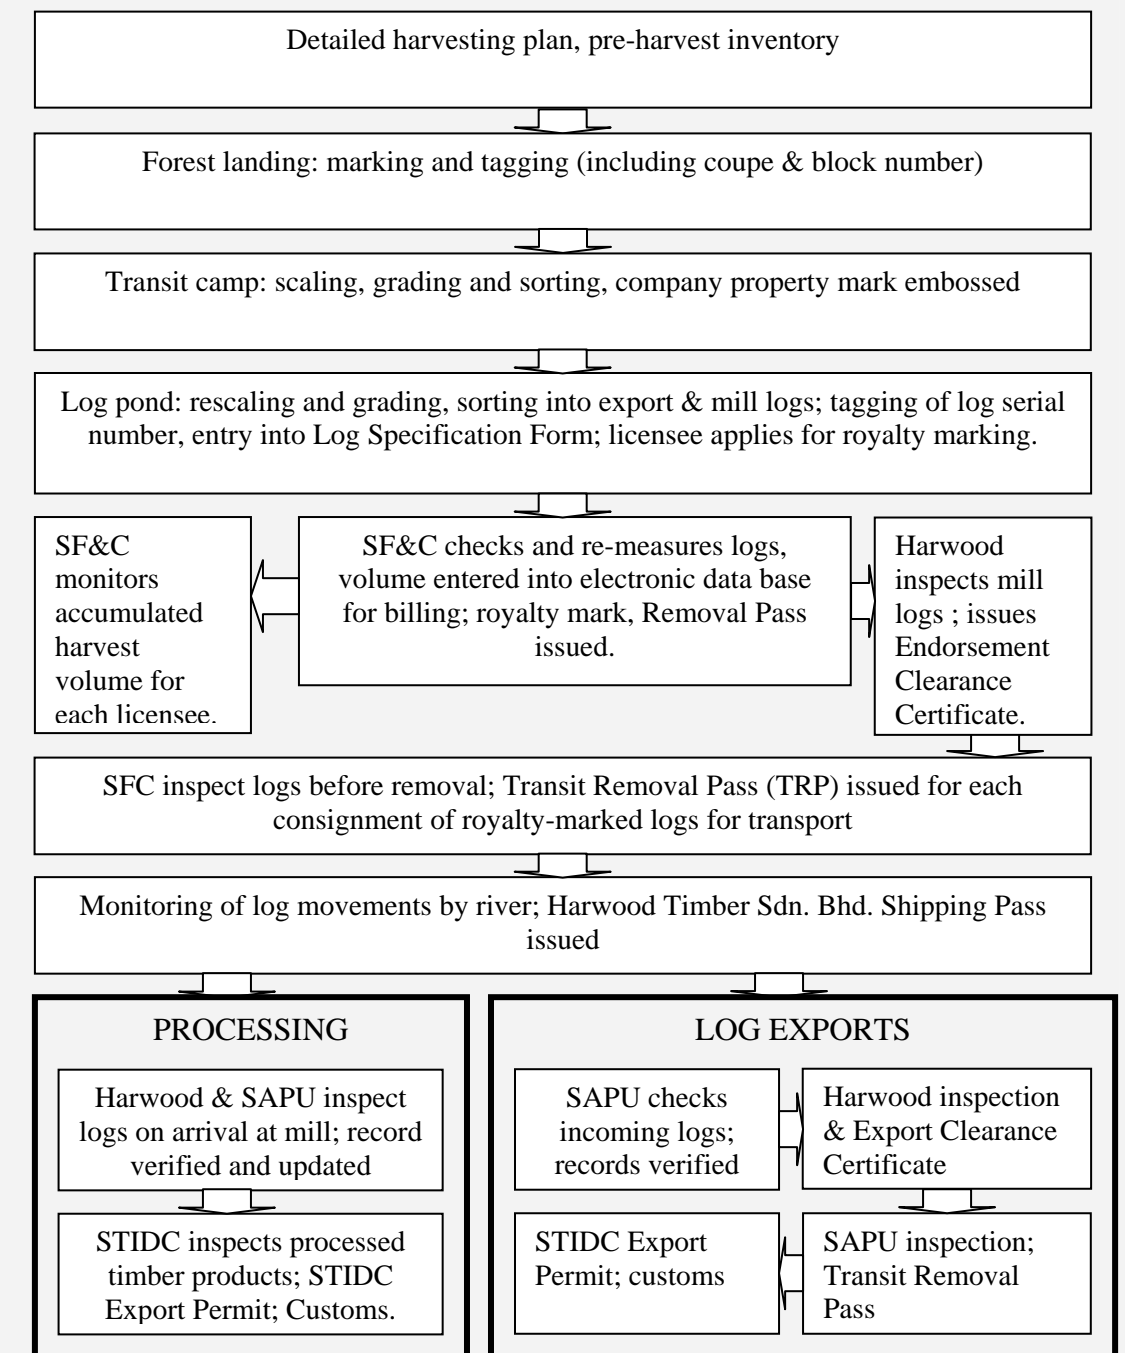 Detailed harvesting plan, pre-harvest inventory
Forest landing: marking and tagging (including coupe & block number)
Transit camp: scaling, grading and sorting, company property mark embossed
Log pond: rescaling and grading, sorting into export & mill logs; tagging of log serial
number, entry into Log Specification Form; licensee applies for royalty marking.
SF&C
monitors
accumulated
harvest
volume for
each licensee.
SF&C checks and re-measures logs,
volume entered into electronic data base
for billing; royalty mark, Removal Pass
issued.
Harwood
inspects mill
logs ; issues
Endorsement
Clearance
Certificate.
SFC inspect logs before removal; Transit Removal Pass (TRP) issued for each
consignment of royalty-marked logs for transport
Monitoring of log movements by river; Harwood Timber Sdn. Bhd. Shipping Pass
issued
PROCESSING
Harwood & SAPU inspect
logs on arrival at mill; record
verified and updated
STIDC inspects processed
timber products; STIDC
Export Permit; Customs.
LOG EXPORTS
SAPU checks
incoming logs;
records verified
Harwood inspection
& Export Clearance
Certificate
SAPU inspection;
Transit Removal
Pass
STIDC Export
Permit; customs